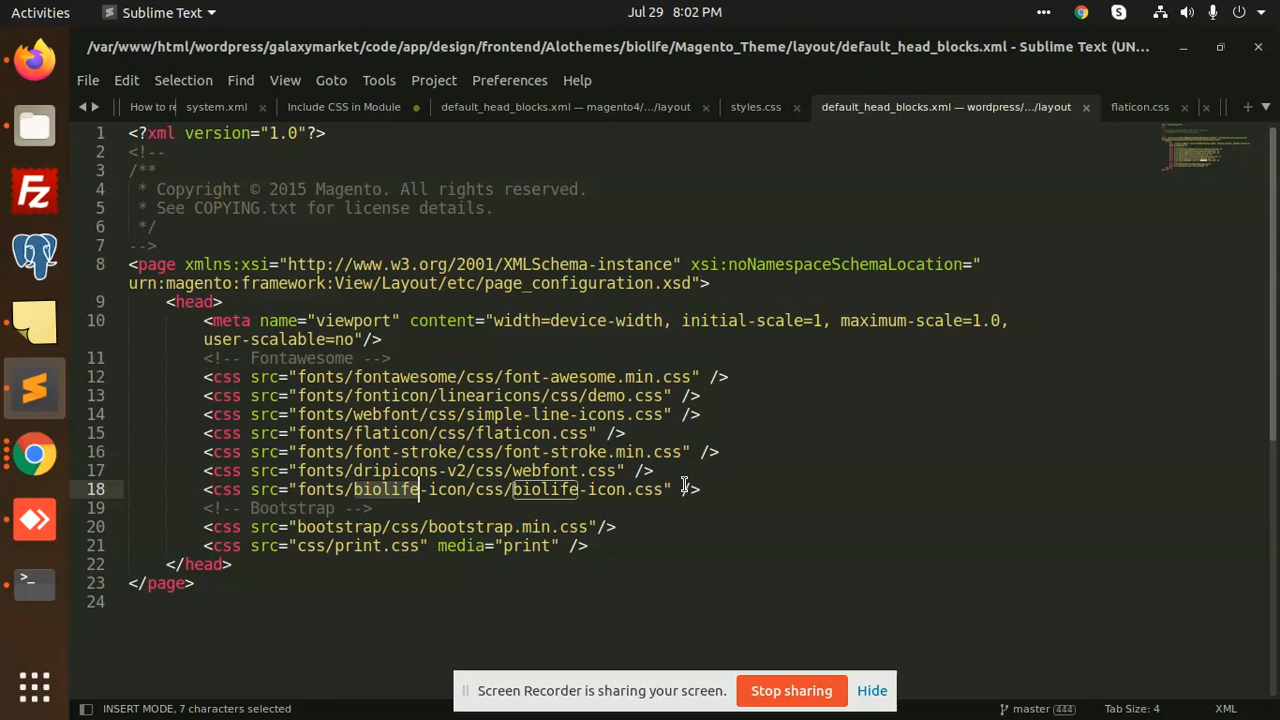 Activities Sublime Text Jul 29 8:02 PM
/var/www/html/wordpress/galaxymarket/code/app/design/frontend/Alothemes/biolife/Magento_Theme/layout/default_head_blocks.xml - Sublime Text (UN...
File Edit Selection Find View Goto Tools Project Preferences Help
How to re system.xml Include CSS in Module default_head_blocks.xml — magento4/.../layout styles.css default_head_blocks.xml — wordpress/.../layout flaticon.css
1 <?xml version="1.0"?>
2 <!--
3 /**
4 * Copyright © 2015 Magento. All rights reserved.
5 * See COPYING.txt for license details.
6 */
7 -->
8 <page xmlns:xsi="http://www.w3.org/2001/XMLSchema-instance" xsi:noNamespaceSchemaLocation="
urn:magento:framework:View/Layout/etc/page_configuration.xsd">
9 <head>
10 <meta name="viewport" content="width=device-width, initial-scale=1, maximum-scale=1.0,
user-scalable=no"/>
11 <!-- Fontawesome -->
12 <css src="fonts/fontawesome/css/font-awesome.min.css" />
13 <css src="fonts/fonticon/linearicons/css/demo.css" />
14 <css src="fonts/webfont/css/simple-line-icons.css" />
15 <css src="fonts/flaticon/css/flaticon.css" />
16 <css src="fonts/font-stroke/css/font-stroke.min.css" />
17 <css src="fonts/dripicons-v2/css/webfont.css" />
18 <css src="fonts/biolife-icon/css/biolife-icon.css" />
19 <!-- Bootstrap -->
20 <css src="bootstrap/css/bootstrap.min.css"/>
21 <css src="css/print.css" media="print" />
22 </head>
23 </page>
24
Screen Recorder is sharing your screen. Stop sharing Hide
INSERT MODE, 7 characters selected master 444 Tab Size: 4 XML